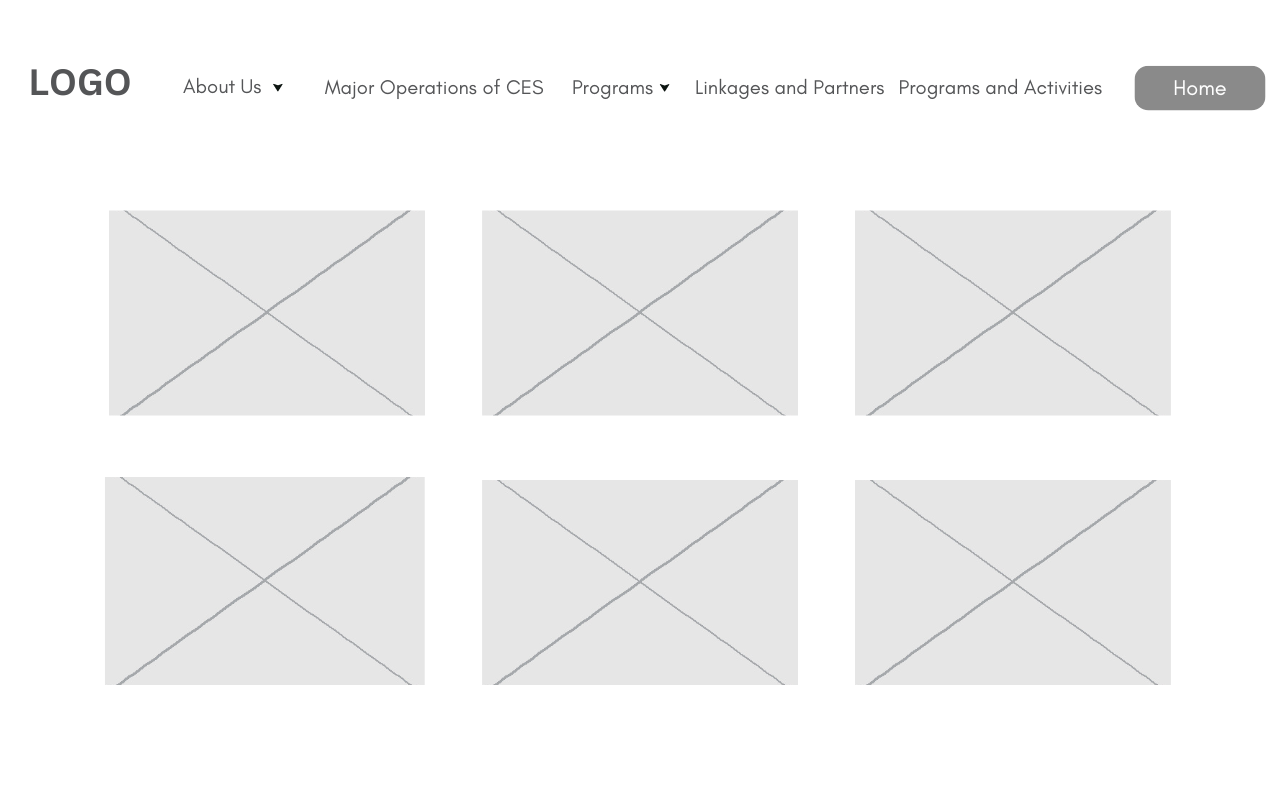 LOGO
About Us
Major Operations of CES
Programs
Linkages and Partners
Programs and Activities
Home